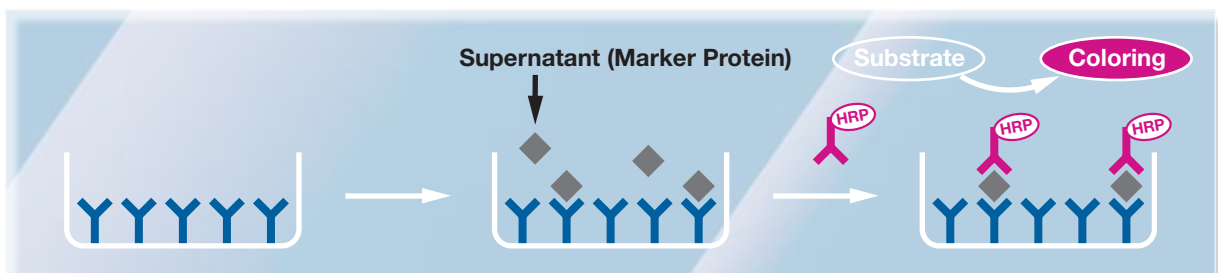 Supernatant (Marker Protein)
Substrate
Coloring
HRP
HRP
HRP